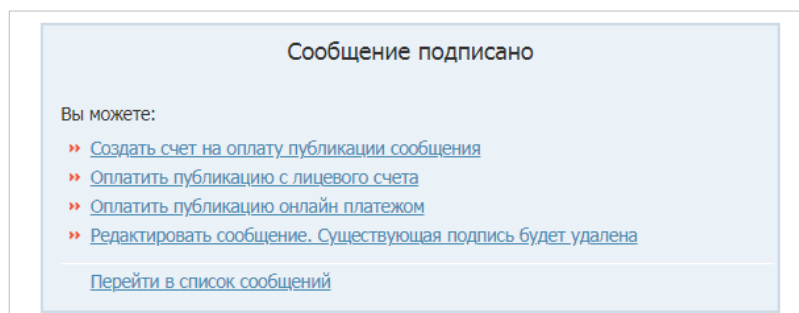 Сообщение подписано
Вы можете:
Создать счет на оплату публикации сообщения
Оплатить публикацию с лицевого счета
Оплатить публикацию онлайн платежом
Редактировать сообщение. Существующая подпись будет удалена
Перейти в список сообщений